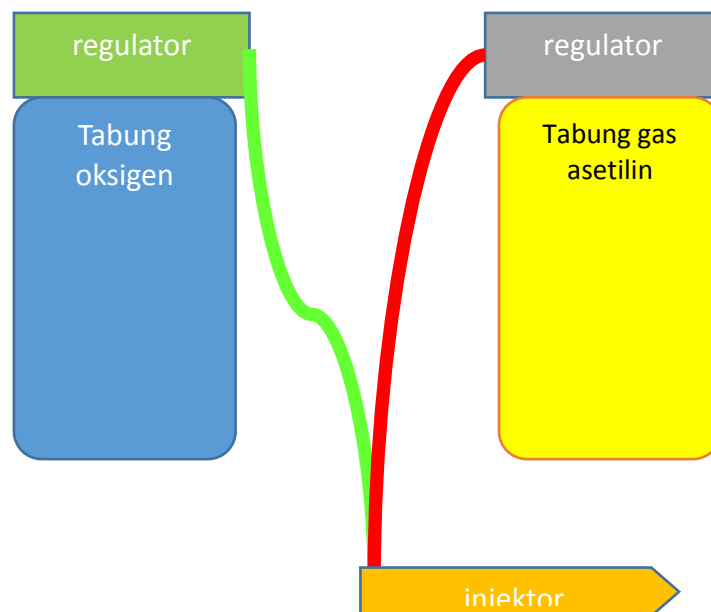 regulator
regulator
Tabung
oksigen
Tabung gas
asetilin
injektor